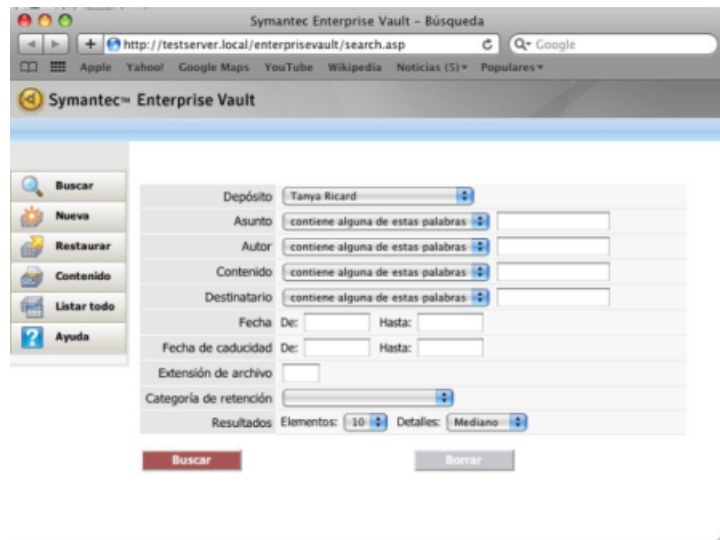 Symantec Enterprise Vault – Búsqueda
http://testserver.local/enterprisevault/search.asp
Google
Apple Yahoo! Google Maps YouTube Wikipedia Noticias (5) Populares
Symantec™ Enterprise Vault
Buscar
Nueva
Restaurar
Contenido
Listar todo
Ayuda
Depósito Tanya Ricard
Asunto contiene alguna de estas palabras
Autor contiene alguna de estas palabras
Contenido contiene alguna de estas palabras
Destinatario contiene alguna de estas palabras
Fecha De: Hasta:
Fecha de caducidad De: Hasta:
Extensión de archivo
Categoría de retención
Resultados Elementos: 10 Detalles: Mediano
Buscar Borrar